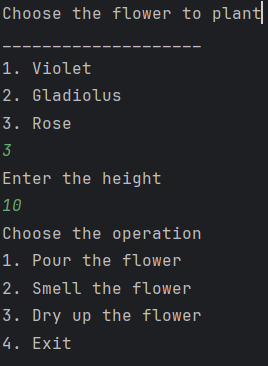 Choose the flower to plant
____________________
1. Violet
2. Gladiolus
3. Rose
3
Enter the height
10
Choose the operation
1. Pour the flower
2. Smell the flower
3. Dry up the flower
4. Exit